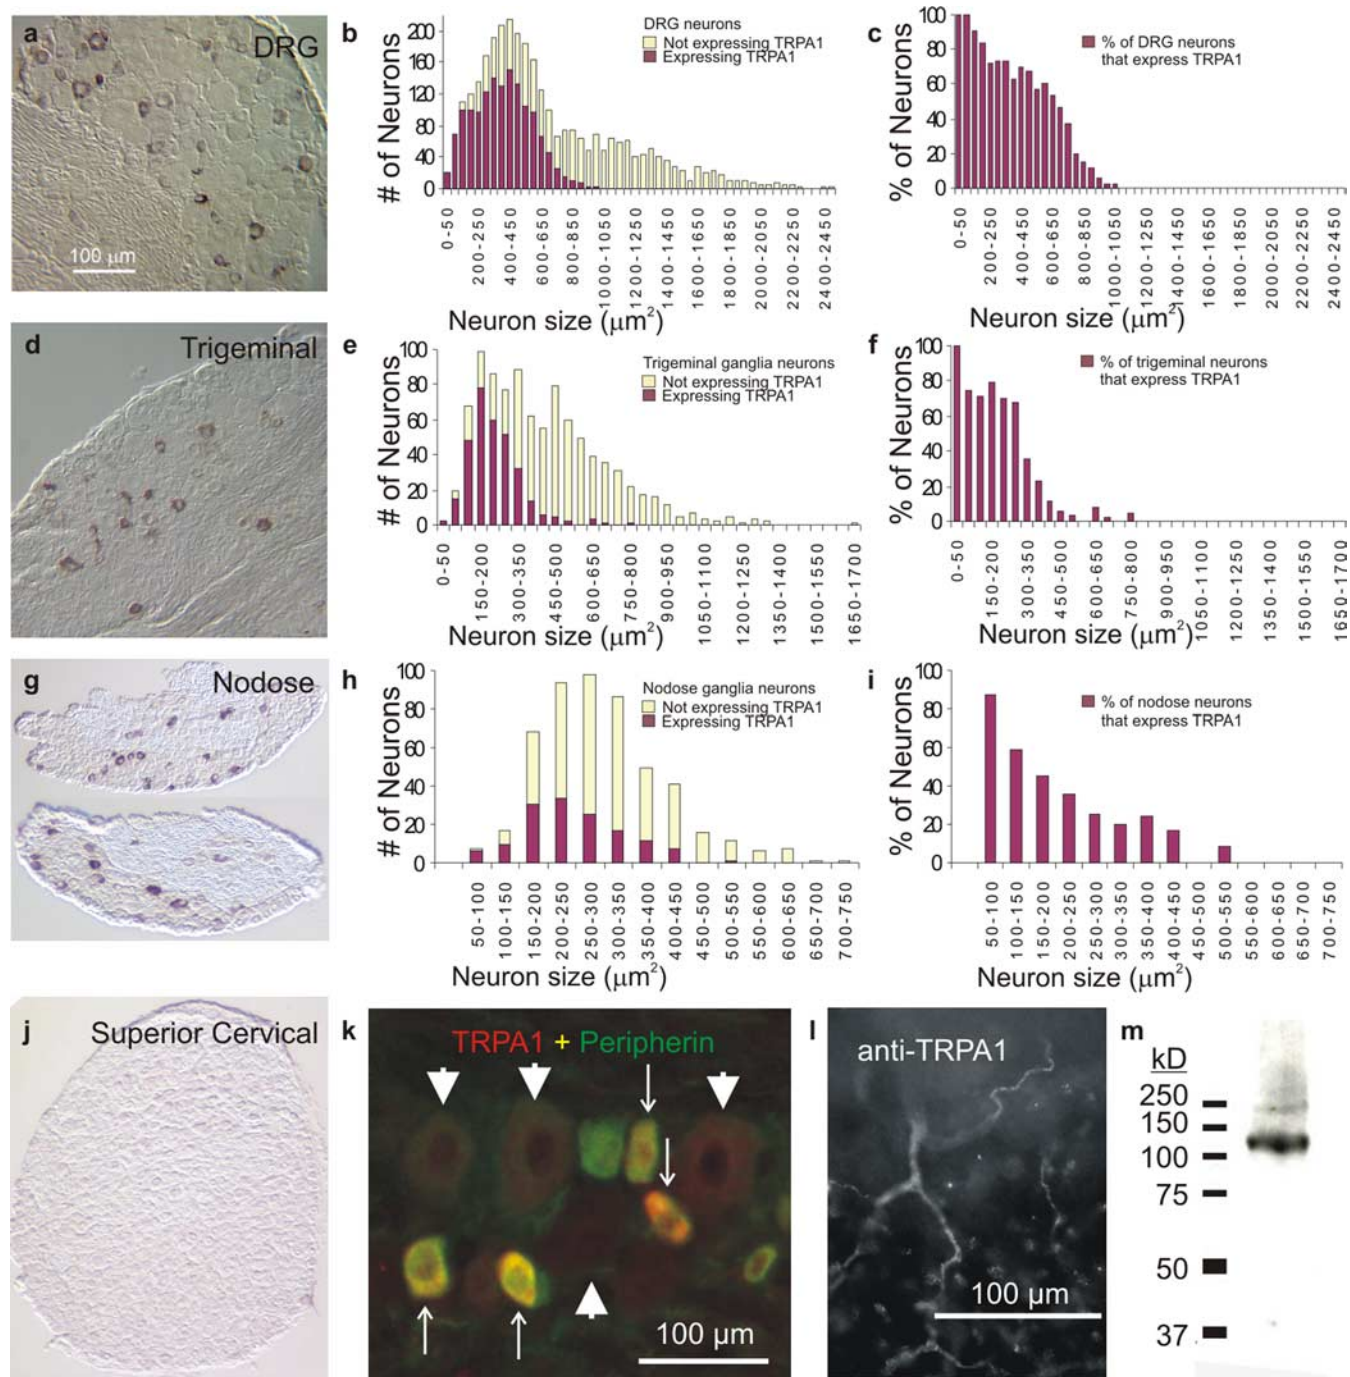 a
DRG
100 μm
b
# of Neurons
200
160
120
80
40
0
DRG neurons
Not expressing TRPA1
Expressing TRPA1
0-50
200-250
400-450
600-650
800-850
1000-1050
1200-1250
1400-1450
1600-1650
1800-1850
2000-2050
2200-2250
2400-2450
Neuron size (μm²)
c
% of Neurons
100
80
60
40
20
0
% of DRG neurons
that express TRPA1
0-50
200-250
400-450
600-650
800-850
1000-1050
1200-1250
1400-1450
1600-1650
1800-1850
2000-2050
2200-2250
2400-2450
Neuron size (μm²)
d
Trigeminal
e
# of Neurons
100
80
60
40
20
0
Trigeminal ganglia neurons
Not expressing TRPA1
Expressing TRPA1
0-50
150-200
300-350
450-500
600-650
750-800
900-950
1050-1100
1200-1250
1350-1400
1500-1550
1650-1700
Neuron size (μm²)
f
% of Neurons
100
80
60
40
20
0
% of trigeminal neurons
that express TRPA1
0-50
150-200
300-350
450-500
600-650
750-800
900-950
1050-1100
1200-1250
1350-1400
1500-1550
1650-1700
Neuron size (μm²)
g
Nodose
h
# of Neurons
100
80
60
40
20
0
Nodose ganglia neurons
Not expressing TRPA1
Expressing TRPA1
50-100
100-150
150-200
200-250
250-300
300-350
350-400
400-450
450-500
500-550
550-600
600-650
650-700
700-750
Neuron size (μm²)
i
% of Neurons
100
80
60
40
20
0
% of nodose neurons
that express TRPA1
50-100
100-150
150-200
200-250
250-300
300-350
350-400
400-450
450-500
500-550
550-600
600-650
650-700
700-750
Neuron size (μm²)
j
Superior Cervical
k
TRPA1 + Peripherin
100 μm
l
anti-TRPA1
100 μm
m
kD
250
150
100
75
50
37